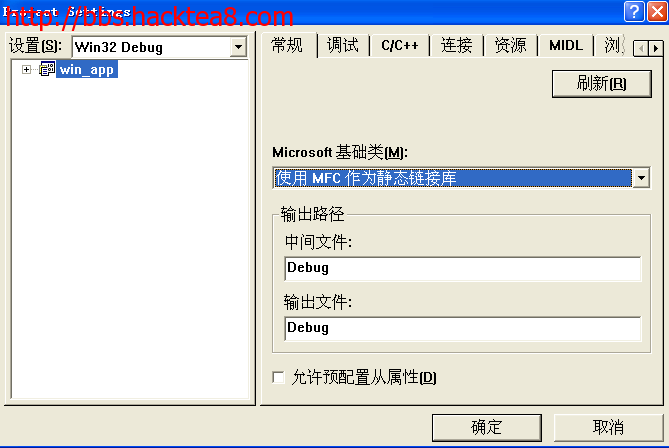 Project Settings
http://bbs.hacktea8.com
设置(S): Win32 Debug
win_app
常规 调试 C/C++ 连接 资源 MIDL 浏
刷新(R)
Microsoft 基础类(M):
使用 MFC 作为静态链接库
输出路径
中间文件:
Debug
输出文件:
Debug
允许预配置从属性(D)
确定 取消